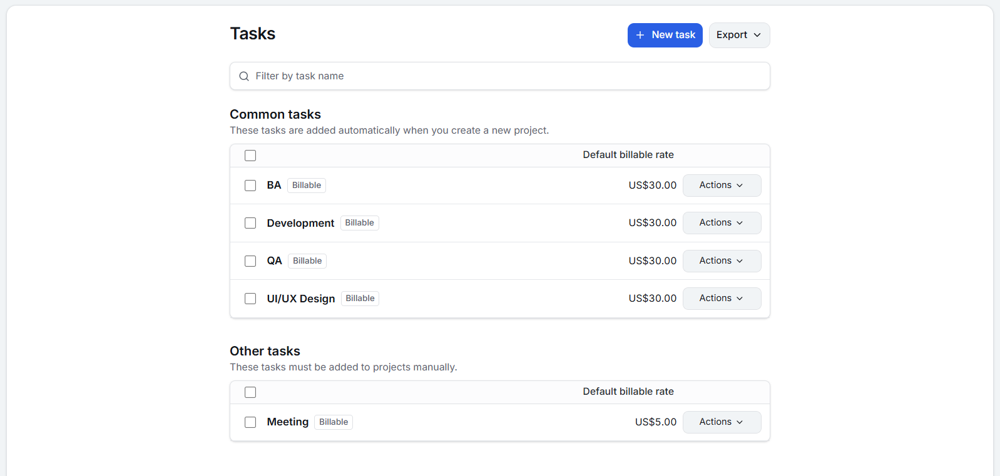 Tasks
+ New task
Export
Filter by task name
Common tasks
These tasks are added automatically when you create a new project.
Default billable rate
BA Billable US$30.00 Actions
Development Billable US$30.00 Actions
QA Billable US$30.00 Actions
UI/UX Design Billable US$30.00 Actions
Other tasks
These tasks must be added to projects manually.
Default billable rate
Meeting Billable US$5.00 Actions